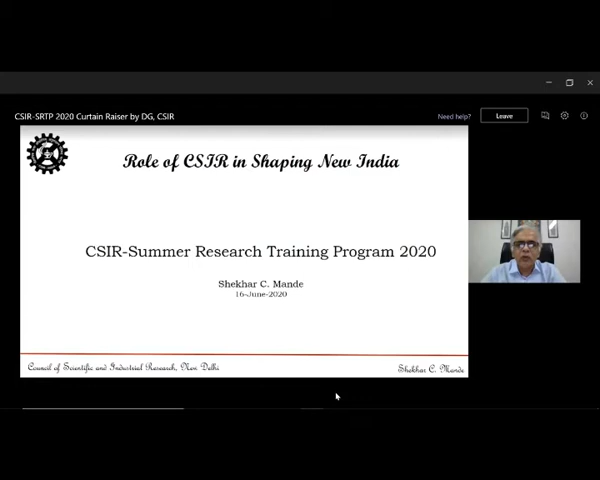 CSIR-SRTP 2020 Curtain Raiser by DG, CSIR
Need help?
Leave
Role of CSIR in Shaping New India
CSIR-Summer Research Training Program 2020
Shekhar C. Mande
16-June-2020
Council of Scientific and Industrial Research, New Delhi
Shekhar C. Mande